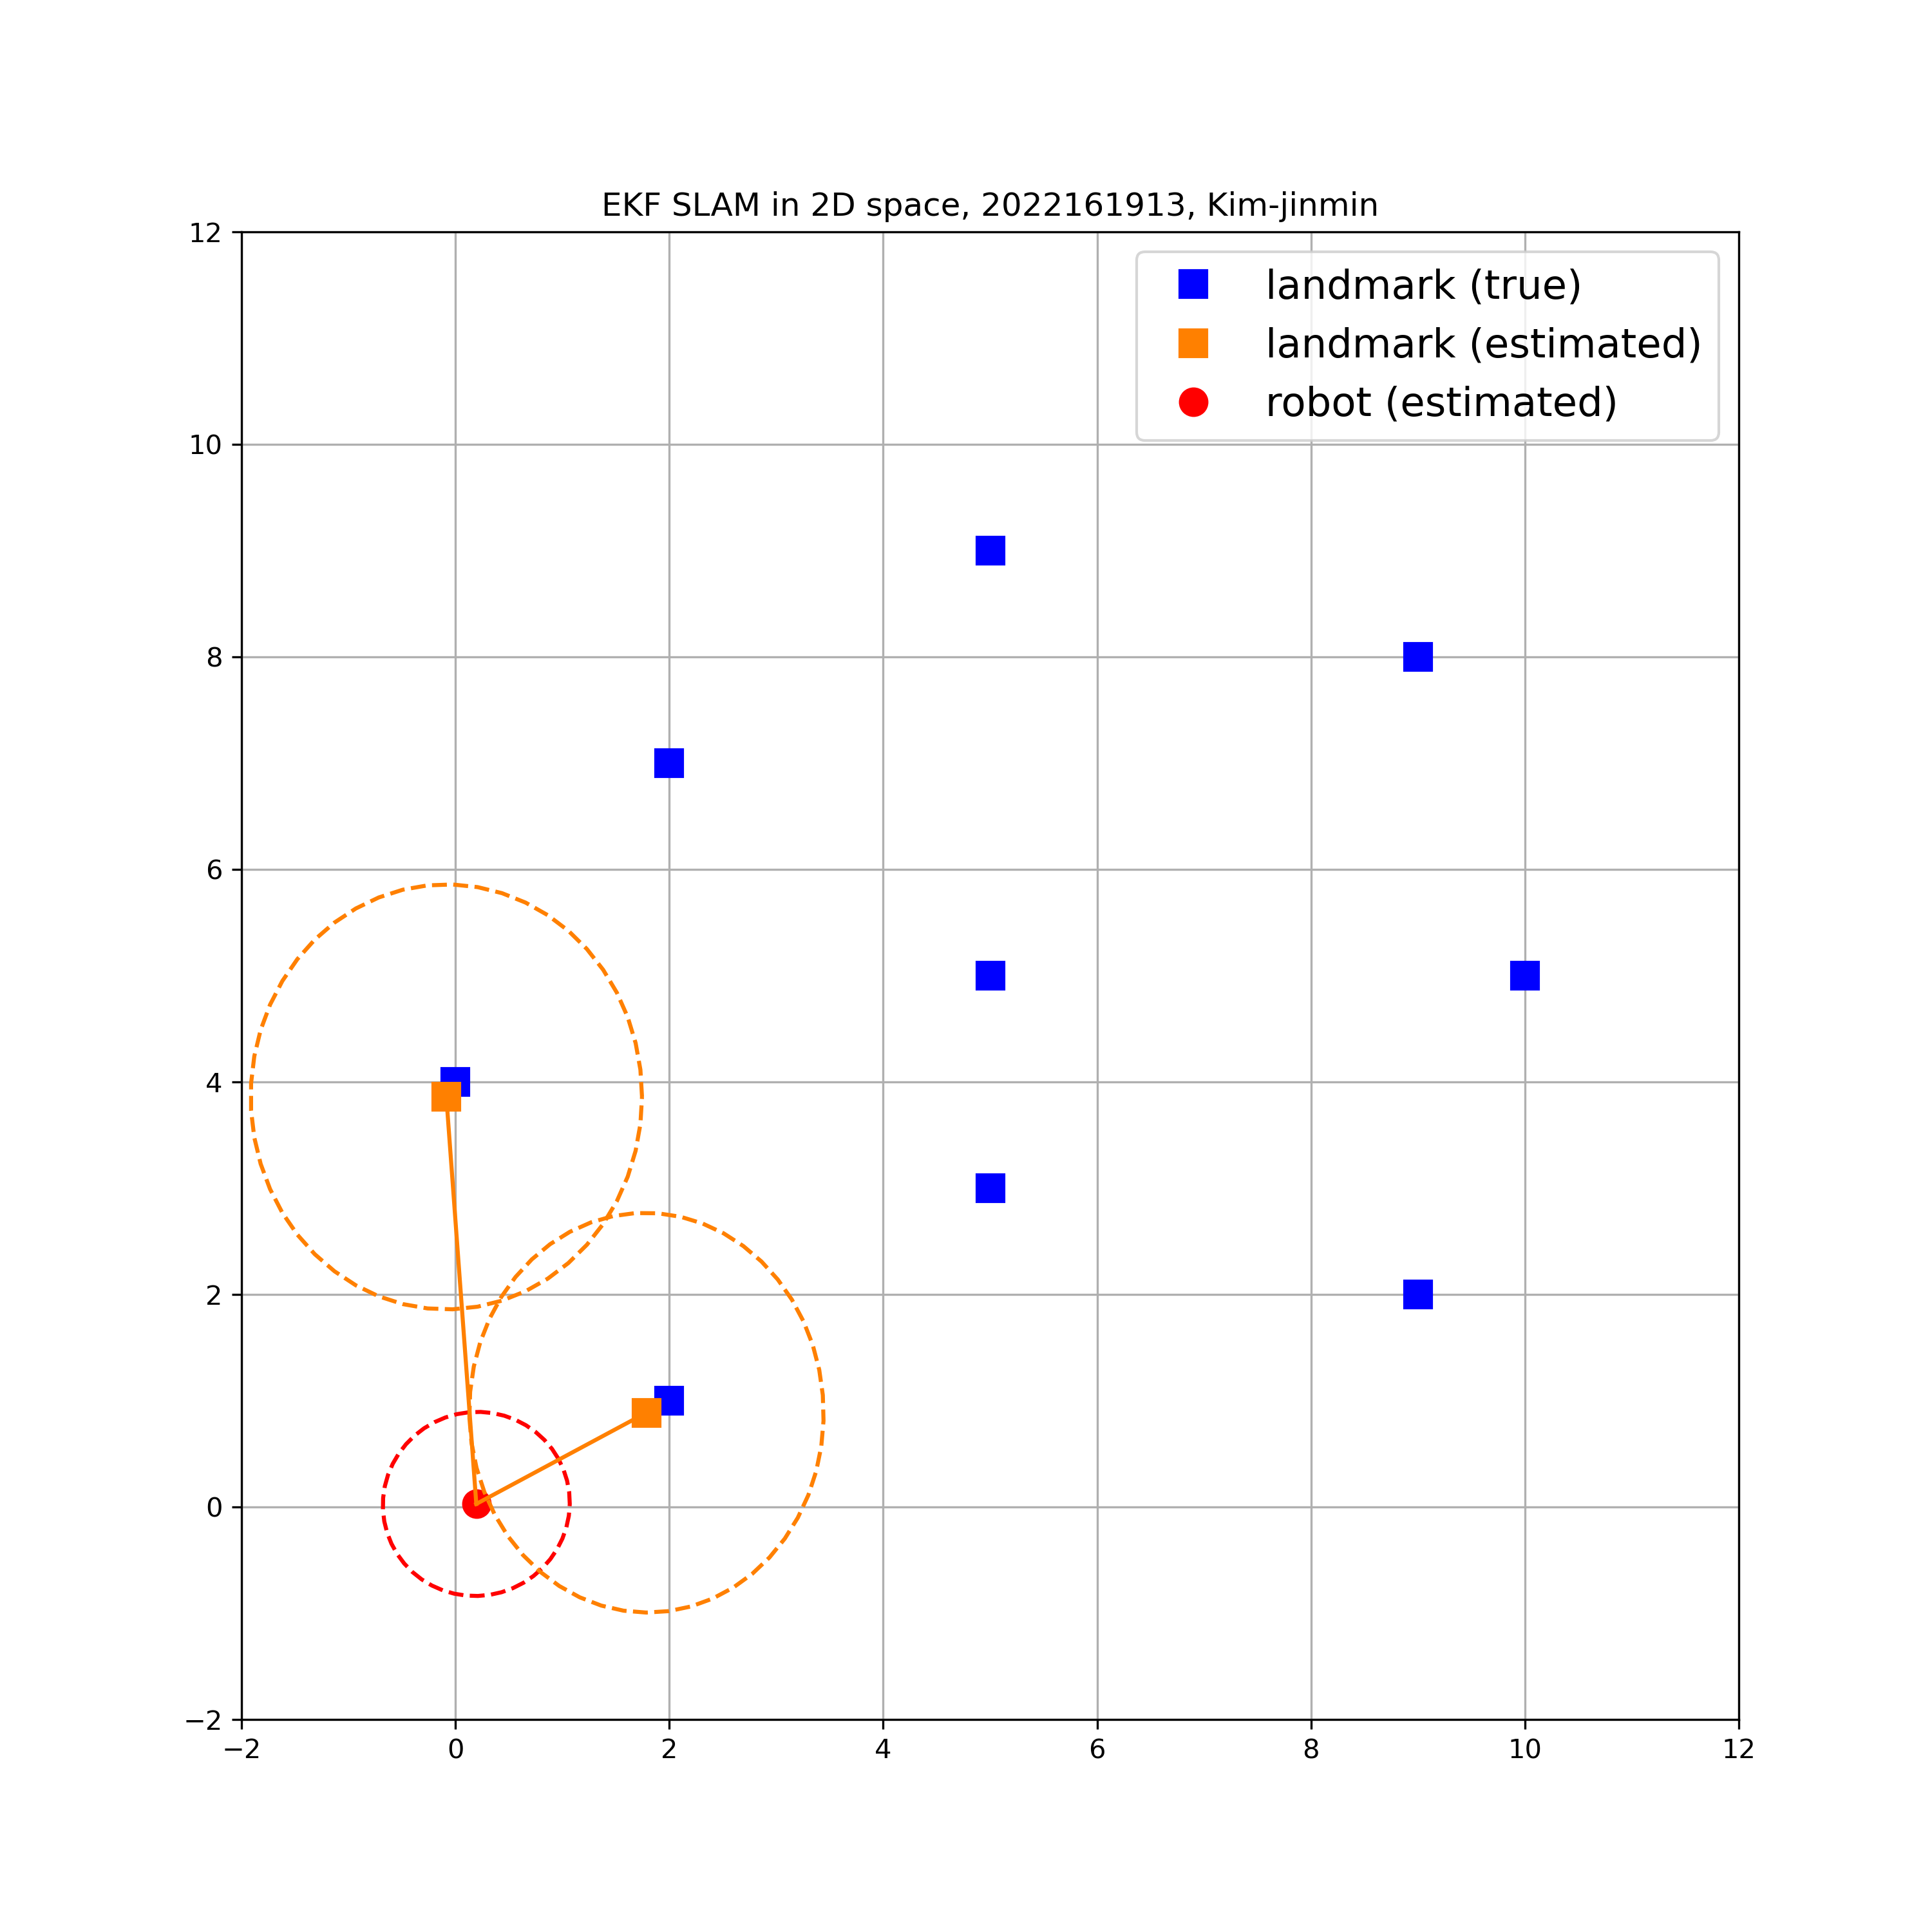 EKF SLAM in 2D space, 2022161913, Kim-jinmin
landmark (true)
landmark (estimated)
robot (estimated)
12
10
8
6
4
2
0
−2
−2 0 2 4 6 8 10 12